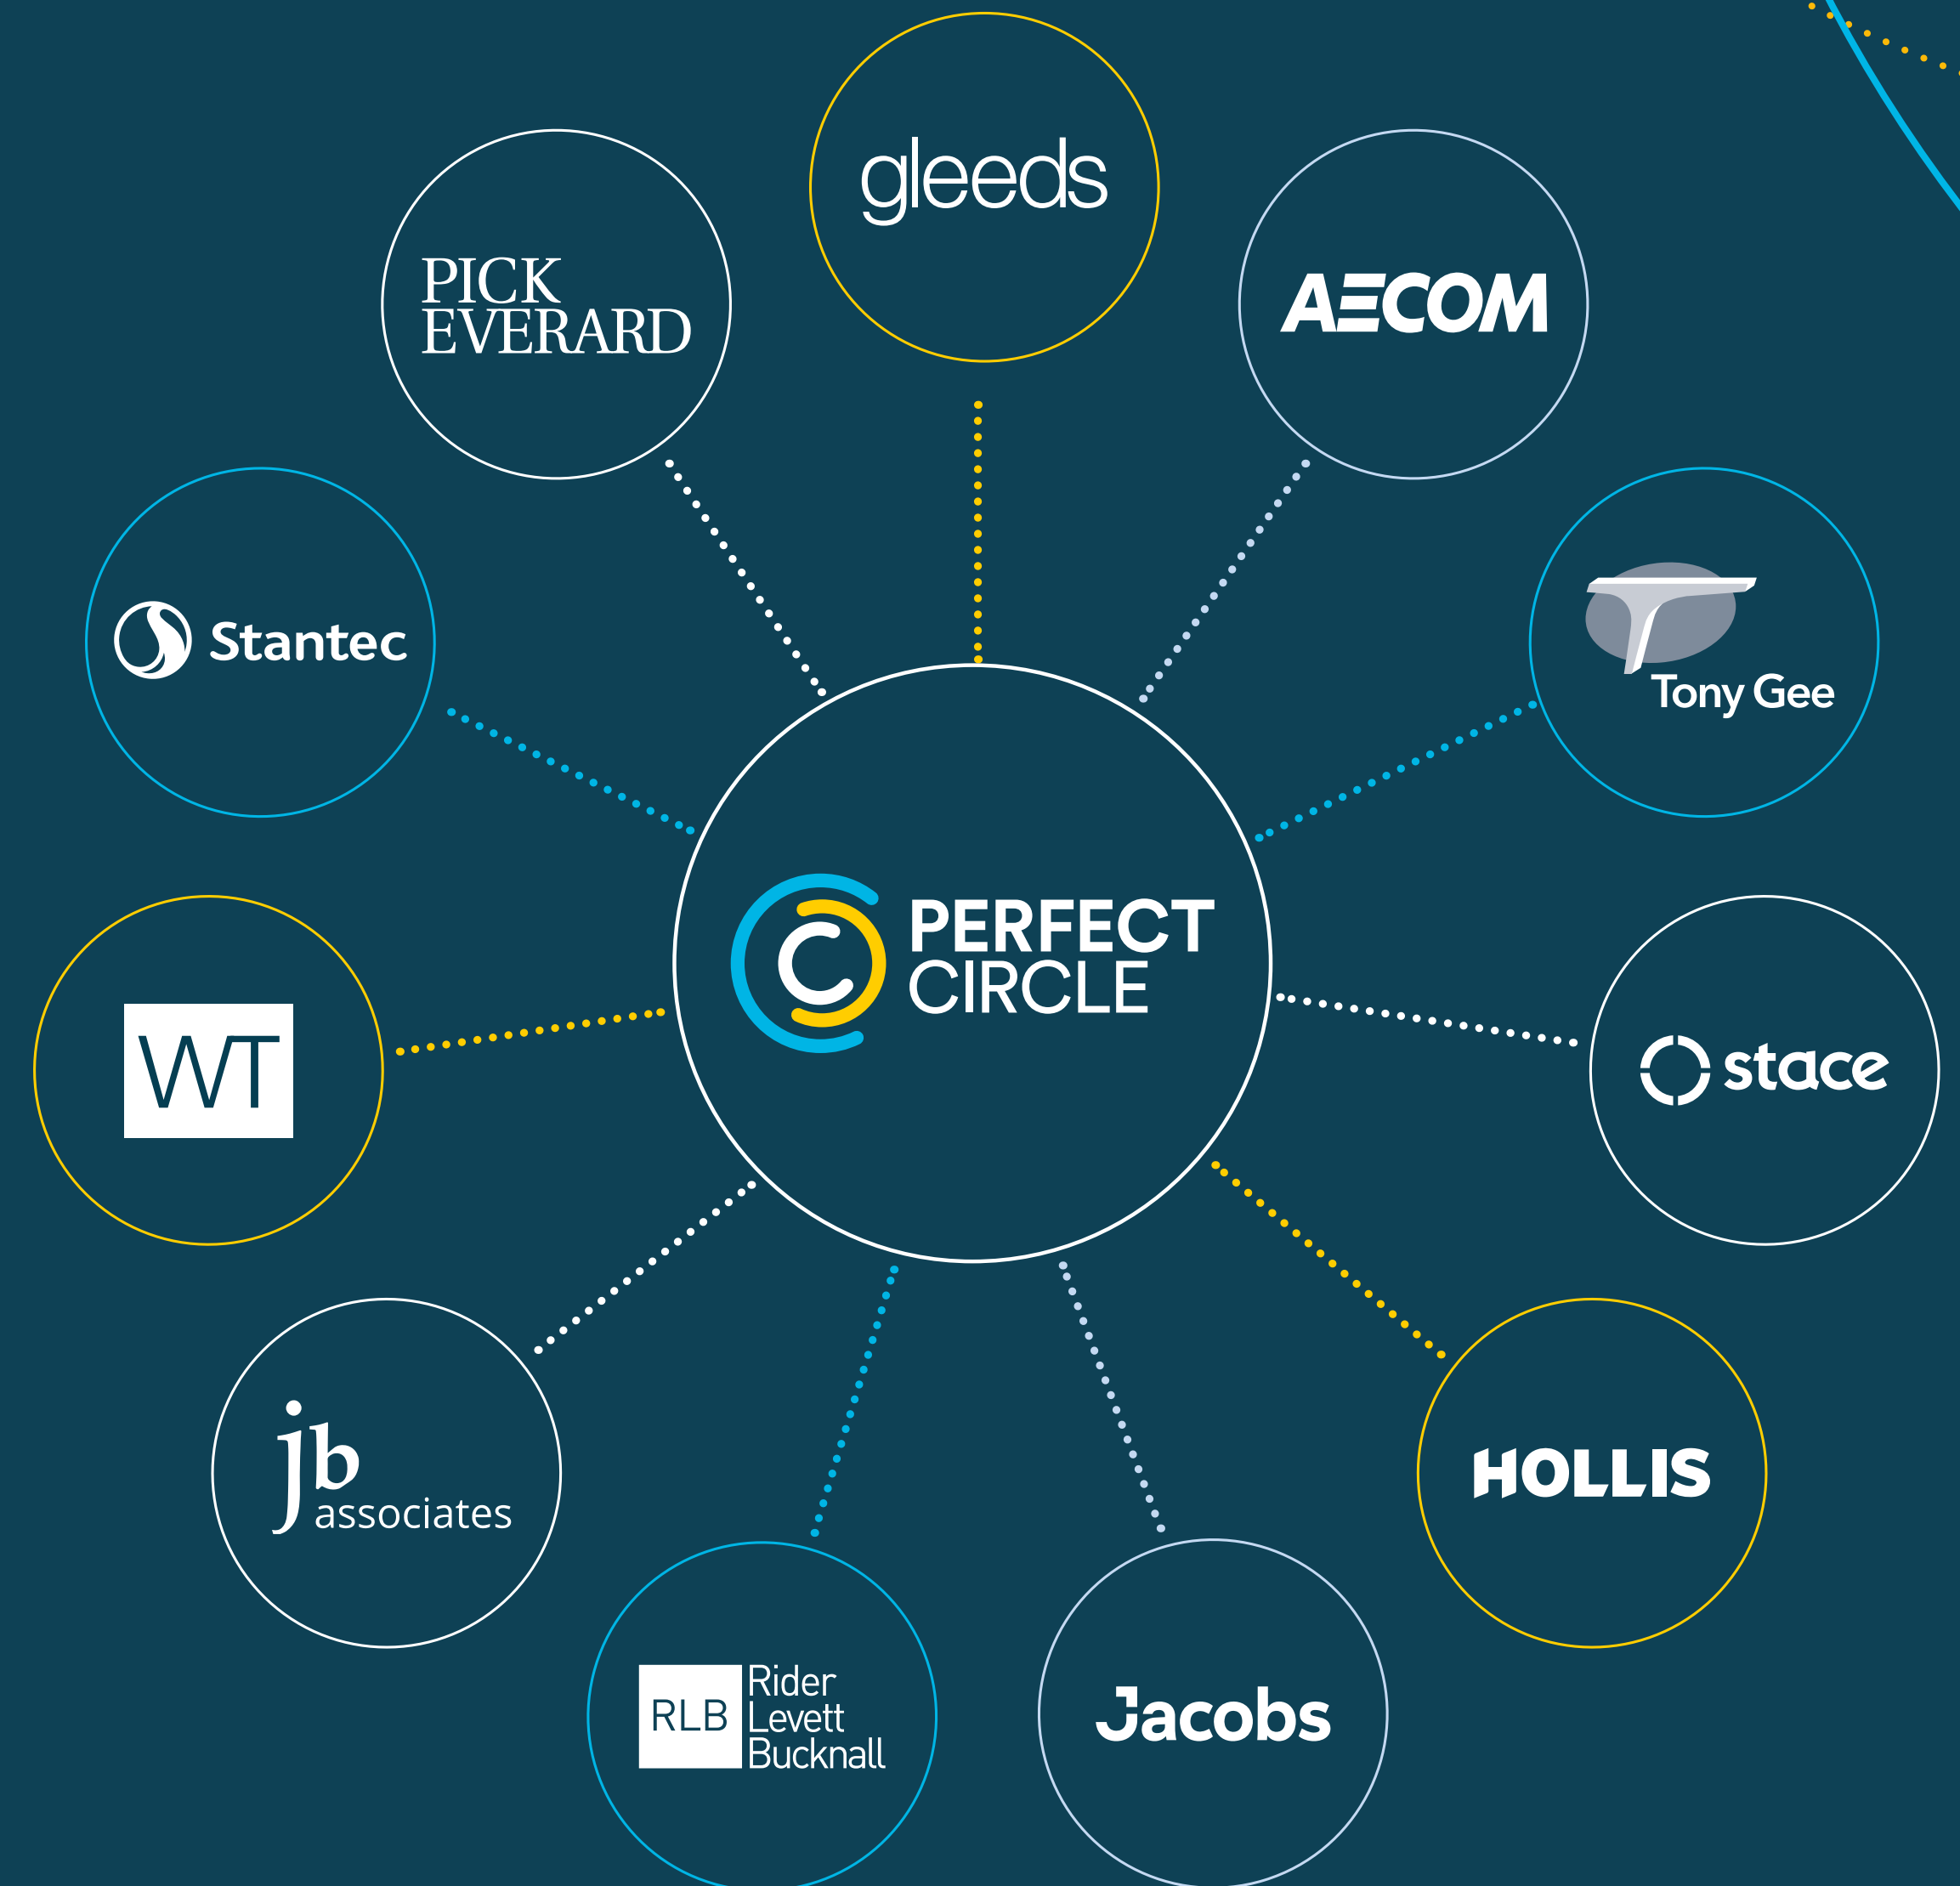 gleeds
PICK
EVERARD
AECOM
Stantec
Tony Gee
PERFECT
CIRCLE
WT
stace
jb
associates
HOLLIS
RLB
Rider
Levett
Bucknall
Jacobs